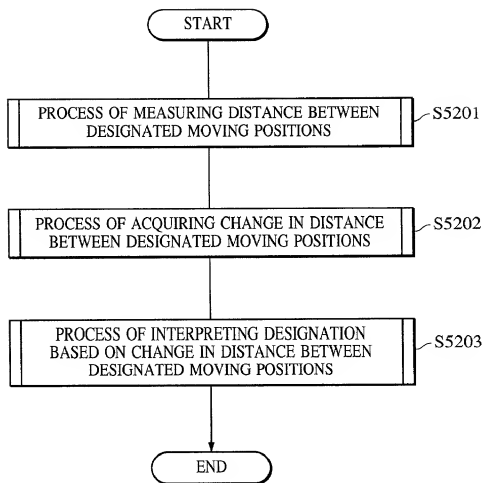 START
PROCESS OF MEASURING DISTANCE BETWEEN
DESIGNATED MOVING POSITIONS
S5201
PROCESS OF ACQUIRING CHANGE IN DISTANCE
BETWEEN DESIGNATED MOVING POSITIONS
S5202
PROCESS OF INTERPRETING DESIGNATION
BASED ON CHANGE IN DISTANCE BETWEEN
DESIGNATED MOVING POSITIONS
S5203
END